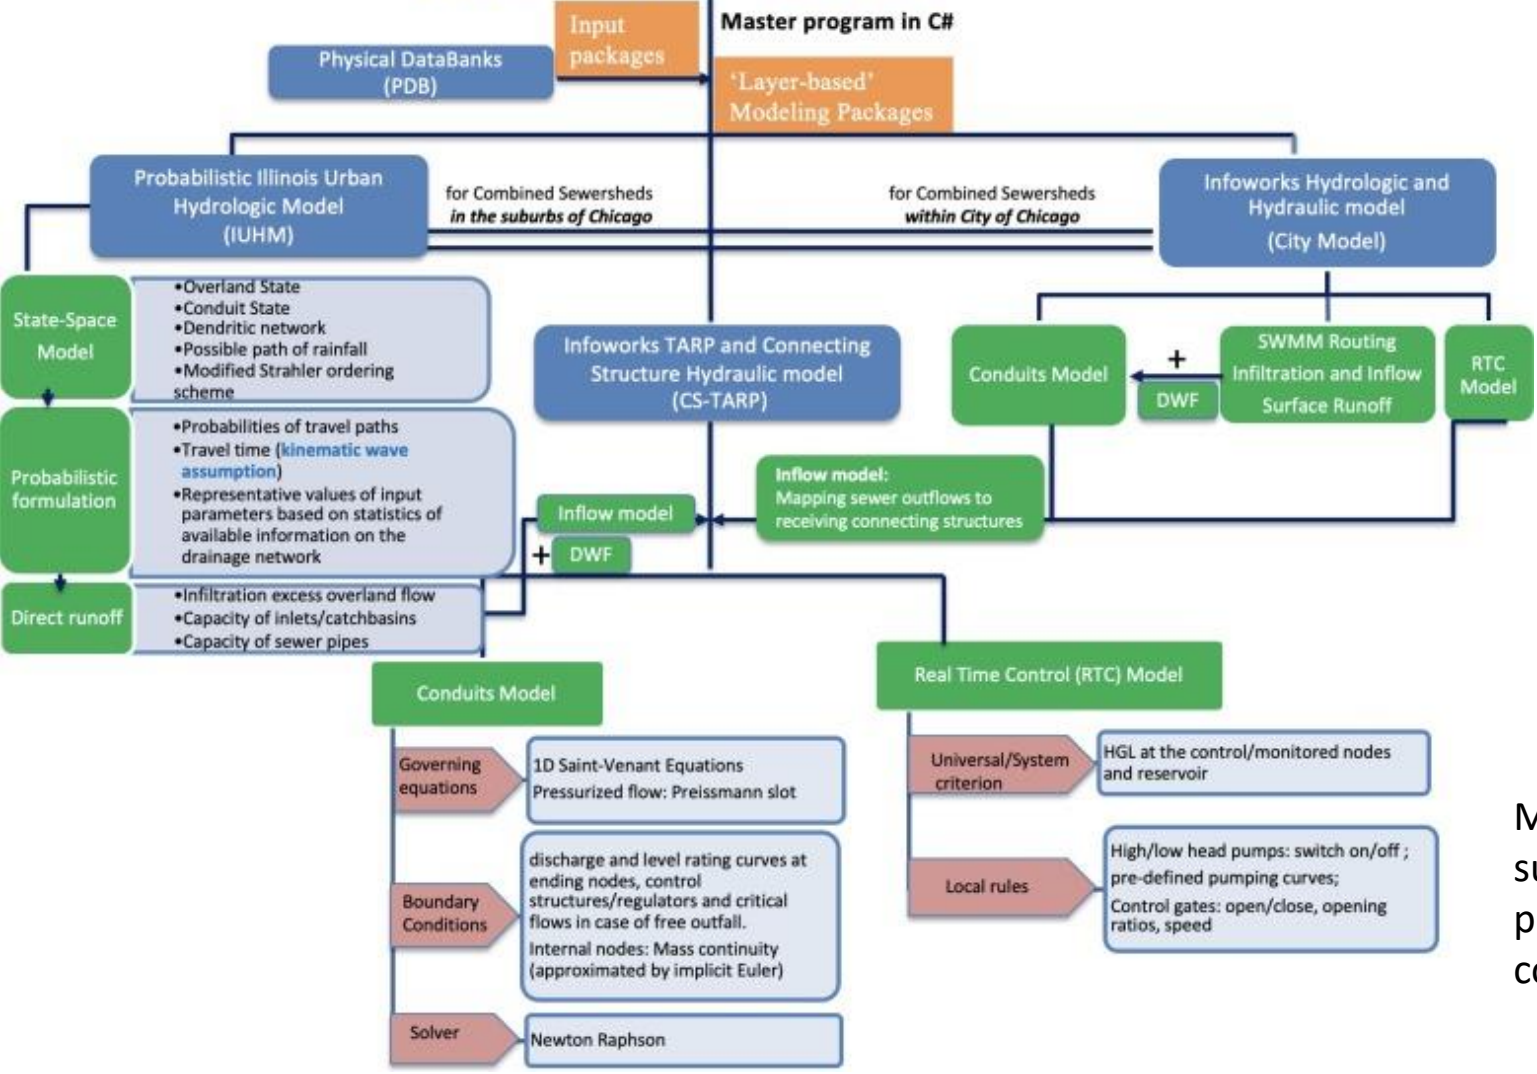 Master program in C#
Input
packages
Physical DataBanks
(PDB)
‘Layer-based’
Modeling Packages
Probabilistic Illinois Urban
Hydrologic Model
(IUHM)
for Combined Sewersheds
in the suburbs of Chicago
for Combined Sewersheds
within City of Chicago
Infoworks Hydrologic and
Hydraulic model
(City Model)
State-Space
Model
•Overland State
•Conduit State
•Dendritic network
•Possible path of rainfall
•Modified Strahler ordering
scheme
Infoworks TARP and Connecting
Structure Hydraulic model
(CS-TARP)
Conduits Model
+
DWF
SWMM Routing
Infiltration and Inflow
Surface Runoff
RTC
Model
Probabilistic
formulation
•Probabilities of travel paths
•Travel time (kinematic wave
assumption)
•Representative values of input
parameters based on statistics of
available information on the
drainage network
Inflow model
+
DWF
Inflow model:
Mapping sewer outflows to
receiving connecting structures
Direct runoff
•Infiltration excess overland flow
•Capacity of inlets/catchbasins
•Capacity of sewer pipes
Conduits Model
Governing
equations
1D Saint-Venant Equations
Pressurized flow: Preissmann slot
Boundary
Conditions
discharge and level rating curves at
ending nodes, control
structures/regulators and critical
flows in case of free outfall.
Internal nodes: Mass continuity
(approximated by implicit Euler)
Solver
Newton Raphson
Real Time Control (RTC) Model
Universal/System
criterion
HGL at the control/monitored nodes
and reservoir
Local rules
High/low head pumps: switch on/off ;
pre-defined pumping curves;
Control gates: open/close, opening
ratios, speed